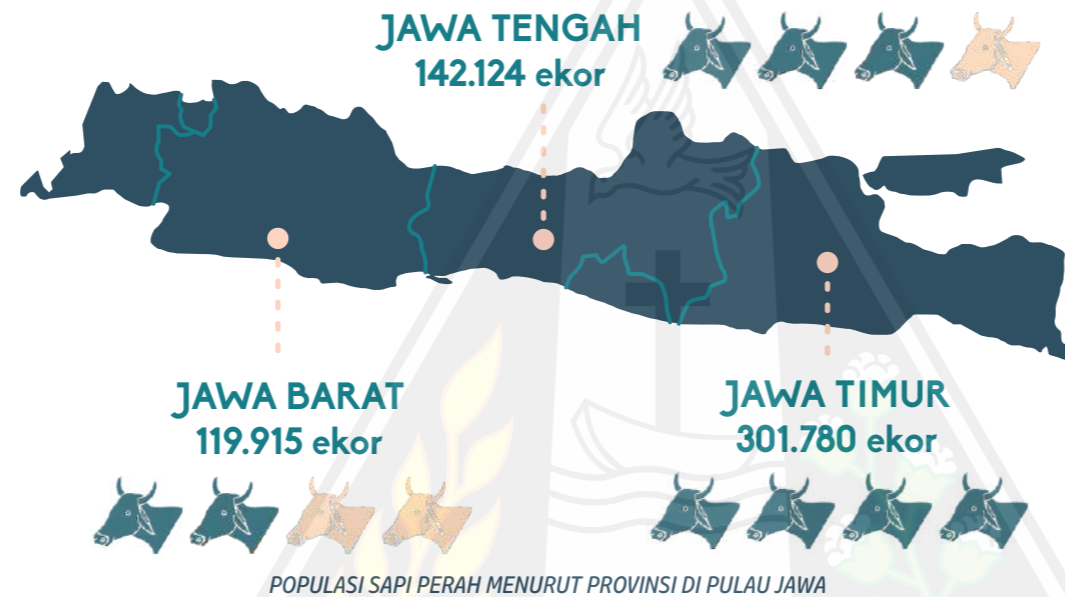 JAWA TENGAH
142.124 ekor
JAWA BARAT
119.915 ekor
JAWA TIMUR
301.780 ekor
POPULASI SAPI PERAH MENURUT PROVINSI DI PULAU JAWA